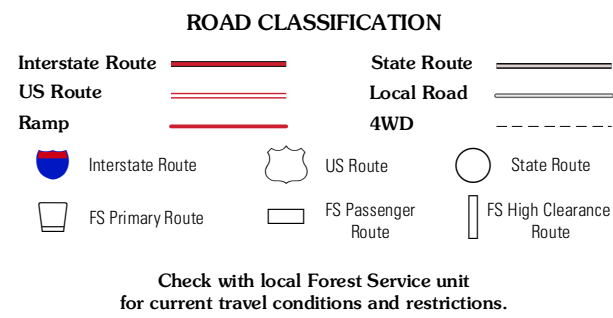 ROAD CLASSIFICATION
Interstate Route
State Route
US Route
Local Road
Ramp
4WD
Interstate Route
US Route
State Route
FS Primary Route
FS Passenger
Route
FS High Clearance
Route
Check with local Forest Service unit
for current travel conditions and restrictions.